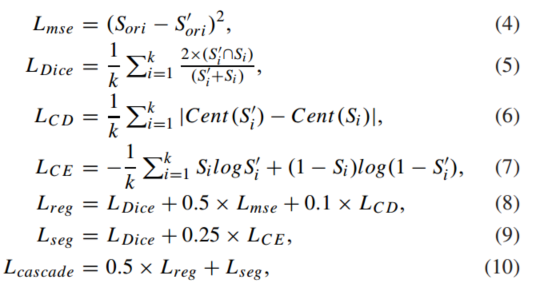 L_{mse} = (S_{ori} − S′_{ori})², (4)
L_{Dice} = \frac{1}{k} ∑_{i=1}^{k} \frac{2×(S′_i∩S_i)}{(S′_i+S_i)}, (5)
L_{CD} = \frac{1}{k} ∑_{i=1}^{k} |Cent(S′_i) − Cent(S_i)|, (6)
L_{CE} = −\frac{1}{k} ∑_{i=1}^{k} S_i log S′_i + (1 − S_i)log(1 − S′_i), (7)
L_{reg} = L_{Dice} + 0.5 × L_{mse} + 0.1 × L_{CD}, (8)
L_{seg} = L_{Dice} + 0.25 × L_{CE}, (9)
L_{cascade} = 0.5 × L_{reg} + L_{seg}, (10)